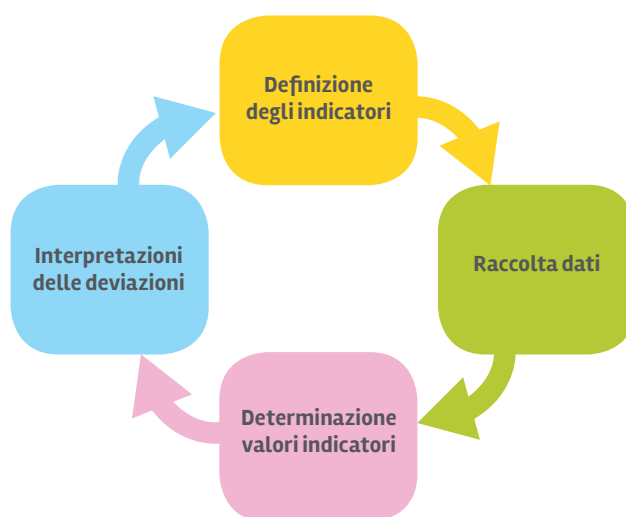 Definizione
degli indicatori
Raccolta dati
Determinazione
valori indicatori
Interpretazioni
delle deviazioni